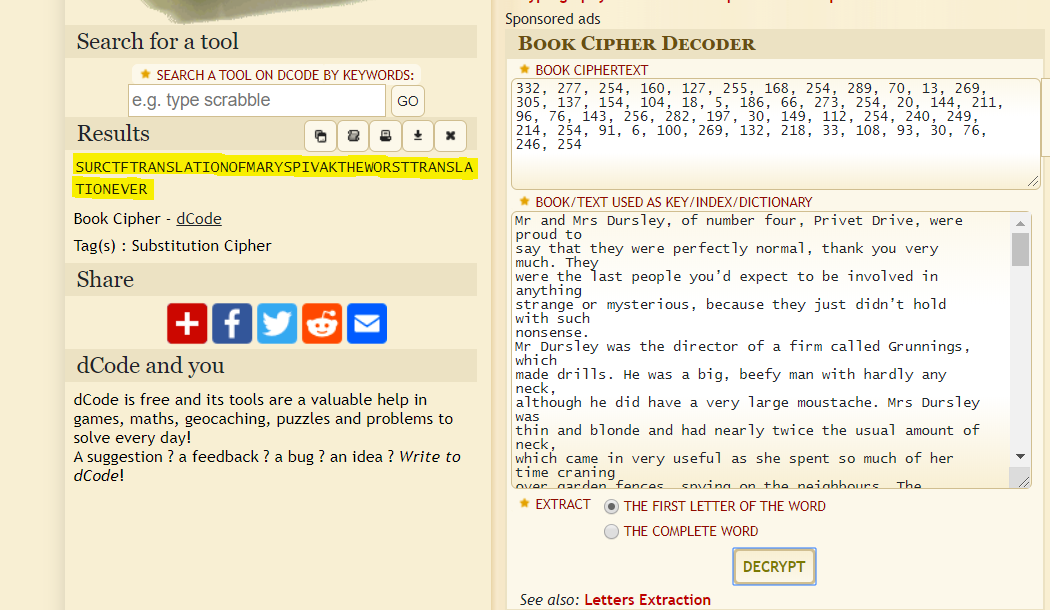 Search for a tool
SEARCH A TOOL ON DCODE BY KEYWORDS:
e.g. type scrabble
GO
Results
SURCTFTRANSLATIONOFMARYSPIVAKTHEWORSTTRANSLA
TIONEVER
Book Cipher - dCode
Tag(s) : Substitution Cipher
Share
dCode and you
dCode is free and its tools are a valuable help in
games, maths, geocaching, puzzles and problems to
solve every day!
A suggestion ? a feedback ? a bug ? an idea ? Write to
dCode!
Sponsored ads
BOOK CIPHER DECODER
BOOK CIPHERTEXT
332, 277, 254, 160, 127, 255, 168, 254, 289, 70, 13, 269,
305, 137, 154, 104, 18, 5, 186, 66, 273, 254, 20, 144, 211,
96, 76, 143, 256, 282, 197, 30, 149, 112, 254, 240, 249,
214, 254, 91, 6, 100, 269, 132, 218, 33, 108, 93, 30, 76,
246, 254
BOOK/TEXT USED AS KEY/INDEX/DICTIONARY
Mr and Mrs Dursley, of number four, Privet Drive, were
proud to
say that they were perfectly normal, thank you very
much. They
were the last people you’d expect to be involved in
anything
strange or mysterious, because they just didn’t hold
with such
nonsense.
Mr Dursley was the director of a firm called Grunnings,
which
made drills. He was a big, beefy man with hardly any
neck,
although he did have a very large moustache. Mrs Dursley
was
thin and blonde and had nearly twice the usual amount of
neck,
which came in very useful as she spent so much of her
time craning
over garden fences, spying on the neighbours. The
EXTRACT
THE FIRST LETTER OF THE WORD
THE COMPLETE WORD
DECRYPT
See also: Letters Extraction